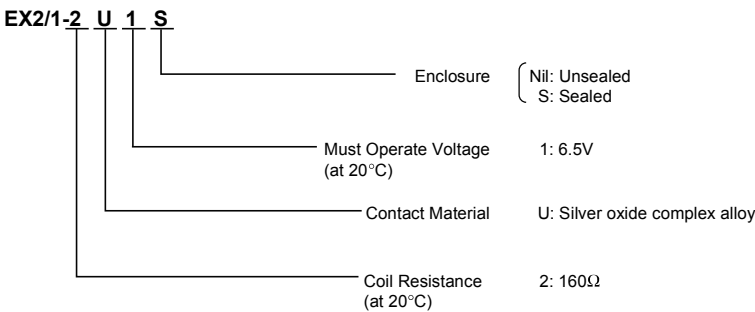 EX2/1-2 U 1 S
Enclosure Nil: Unsealed
S: Sealed
Must Operate Voltage 1: 6.5V
(at 20°C)
Contact Material U: Silver oxide complex alloy
Coil Resistance 2: 160Ω
(at 20°C)